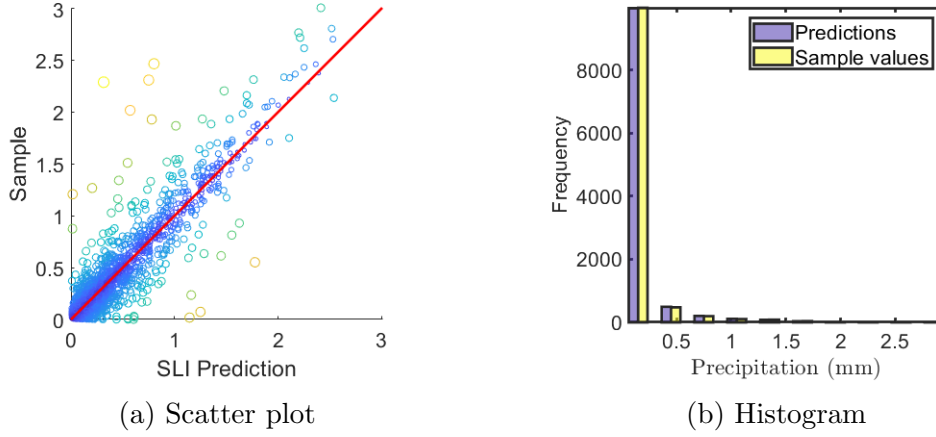 3
2.5
2
1.5
1
0.5
0
Sample
0
1
2
3
SLI Prediction
(a) Scatter plot
Predictions
Sample values
8000
6000
4000
2000
0
Frequency
0.5
1
1.5
2
2.5
Precipitation (mm)
(b) Histogram